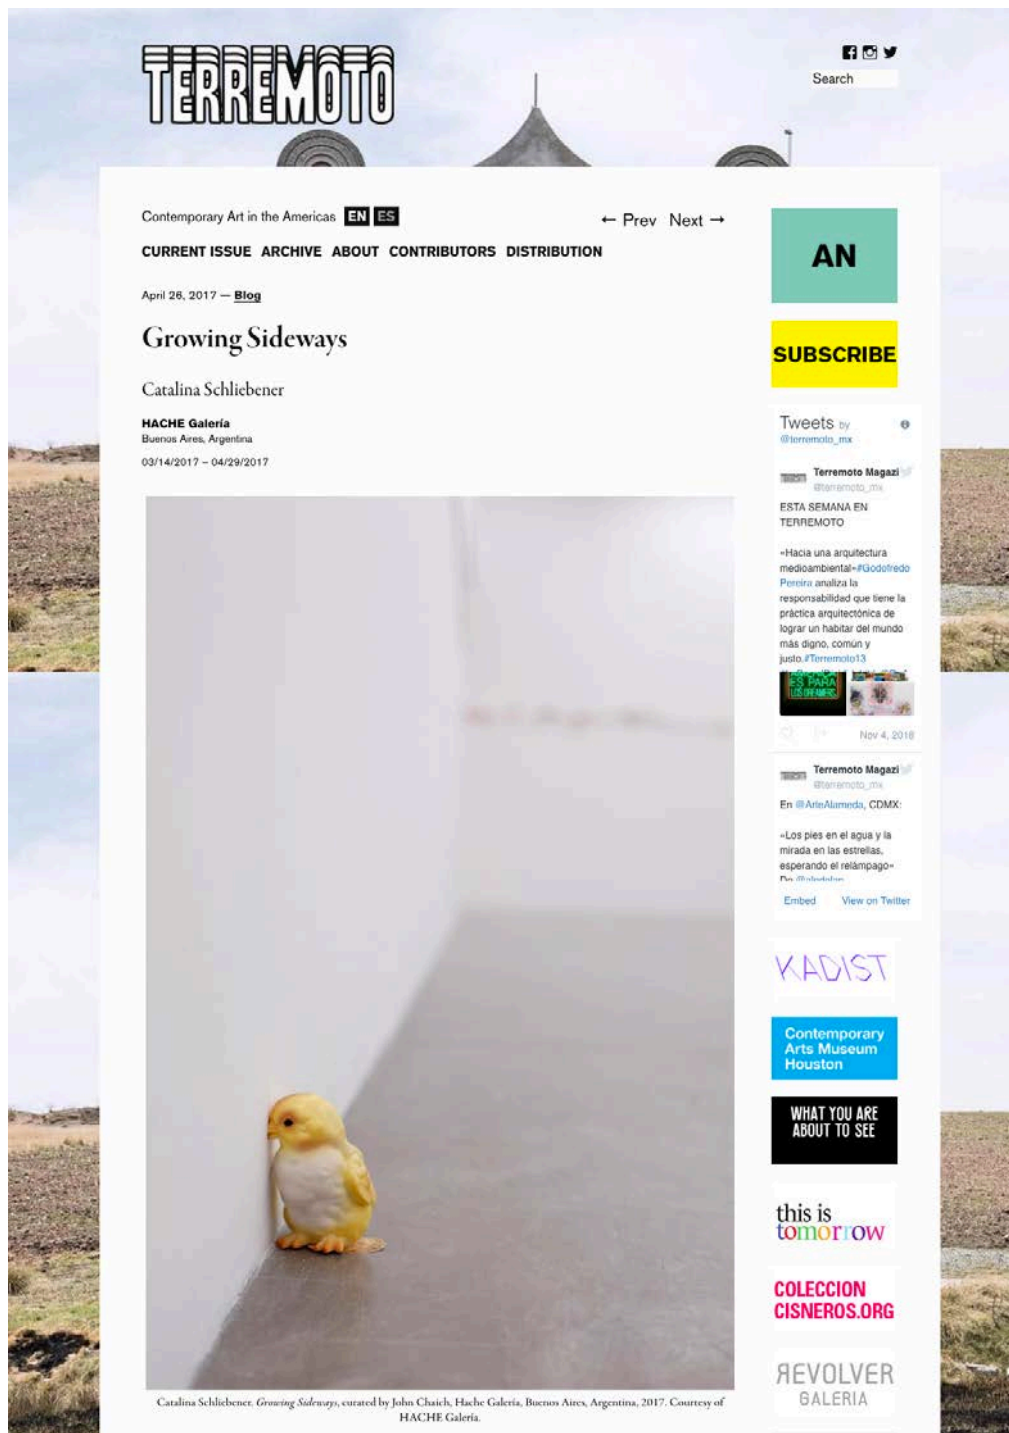 TERREMOTO
Search
Contemporary Art in the Americas EN ES
← Prev Next →
CURRENT ISSUE ARCHIVE ABOUT CONTRIBUTORS DISTRIBUTION
April 26, 2017 — Blog
Growing Sideways
Catalina Schliebener
HACHE Galería
Buenos Aires, Argentina
03/14/2017 – 04/29/2017
Catalina Schliebener. Growing Sideways, curated by John Chaich, Hache Galería, Buenos Aires, Argentina, 2017. Courtesy of
HACHE Galería.
AN
SUBSCRIBE
Tweets by
@terremoto_mx
Terremoto Magazi
@terremoto_mx
ESTA SEMANA EN
TERREMOTO
«Hacia una arquitectura
medioambiental»#Godofredo
Pereira analiza la
responsabilidad que tiene la
práctica arquitectónica de
lograr un habitar del mundo
más digno, común y
justo.#Terremoto13
ES PARA
LOS DREAMERS
Nov 4, 2018
Terremoto Magazi
@terremoto_mx
En @ArteAlameda, CDMX:
«Los pies en el agua y la
mirada en las estrellas,
esperando el relámpago»
Embed View on Twitter
KADIST
Contemporary
Arts Museum
Houston
WHAT YOU ARE
ABOUT TO SEE
this is
tomorrow
COLECCION
CISNEROS.ORG
REVOLVER
GALERIA